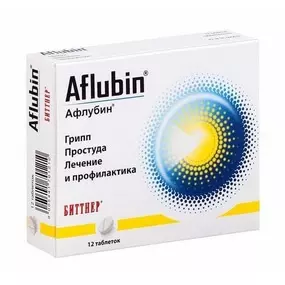 Aflubin®
Афлубин®
Грипп
Простуда
Лечение
и профилактика
БИТТНЕР®
12 таблеток